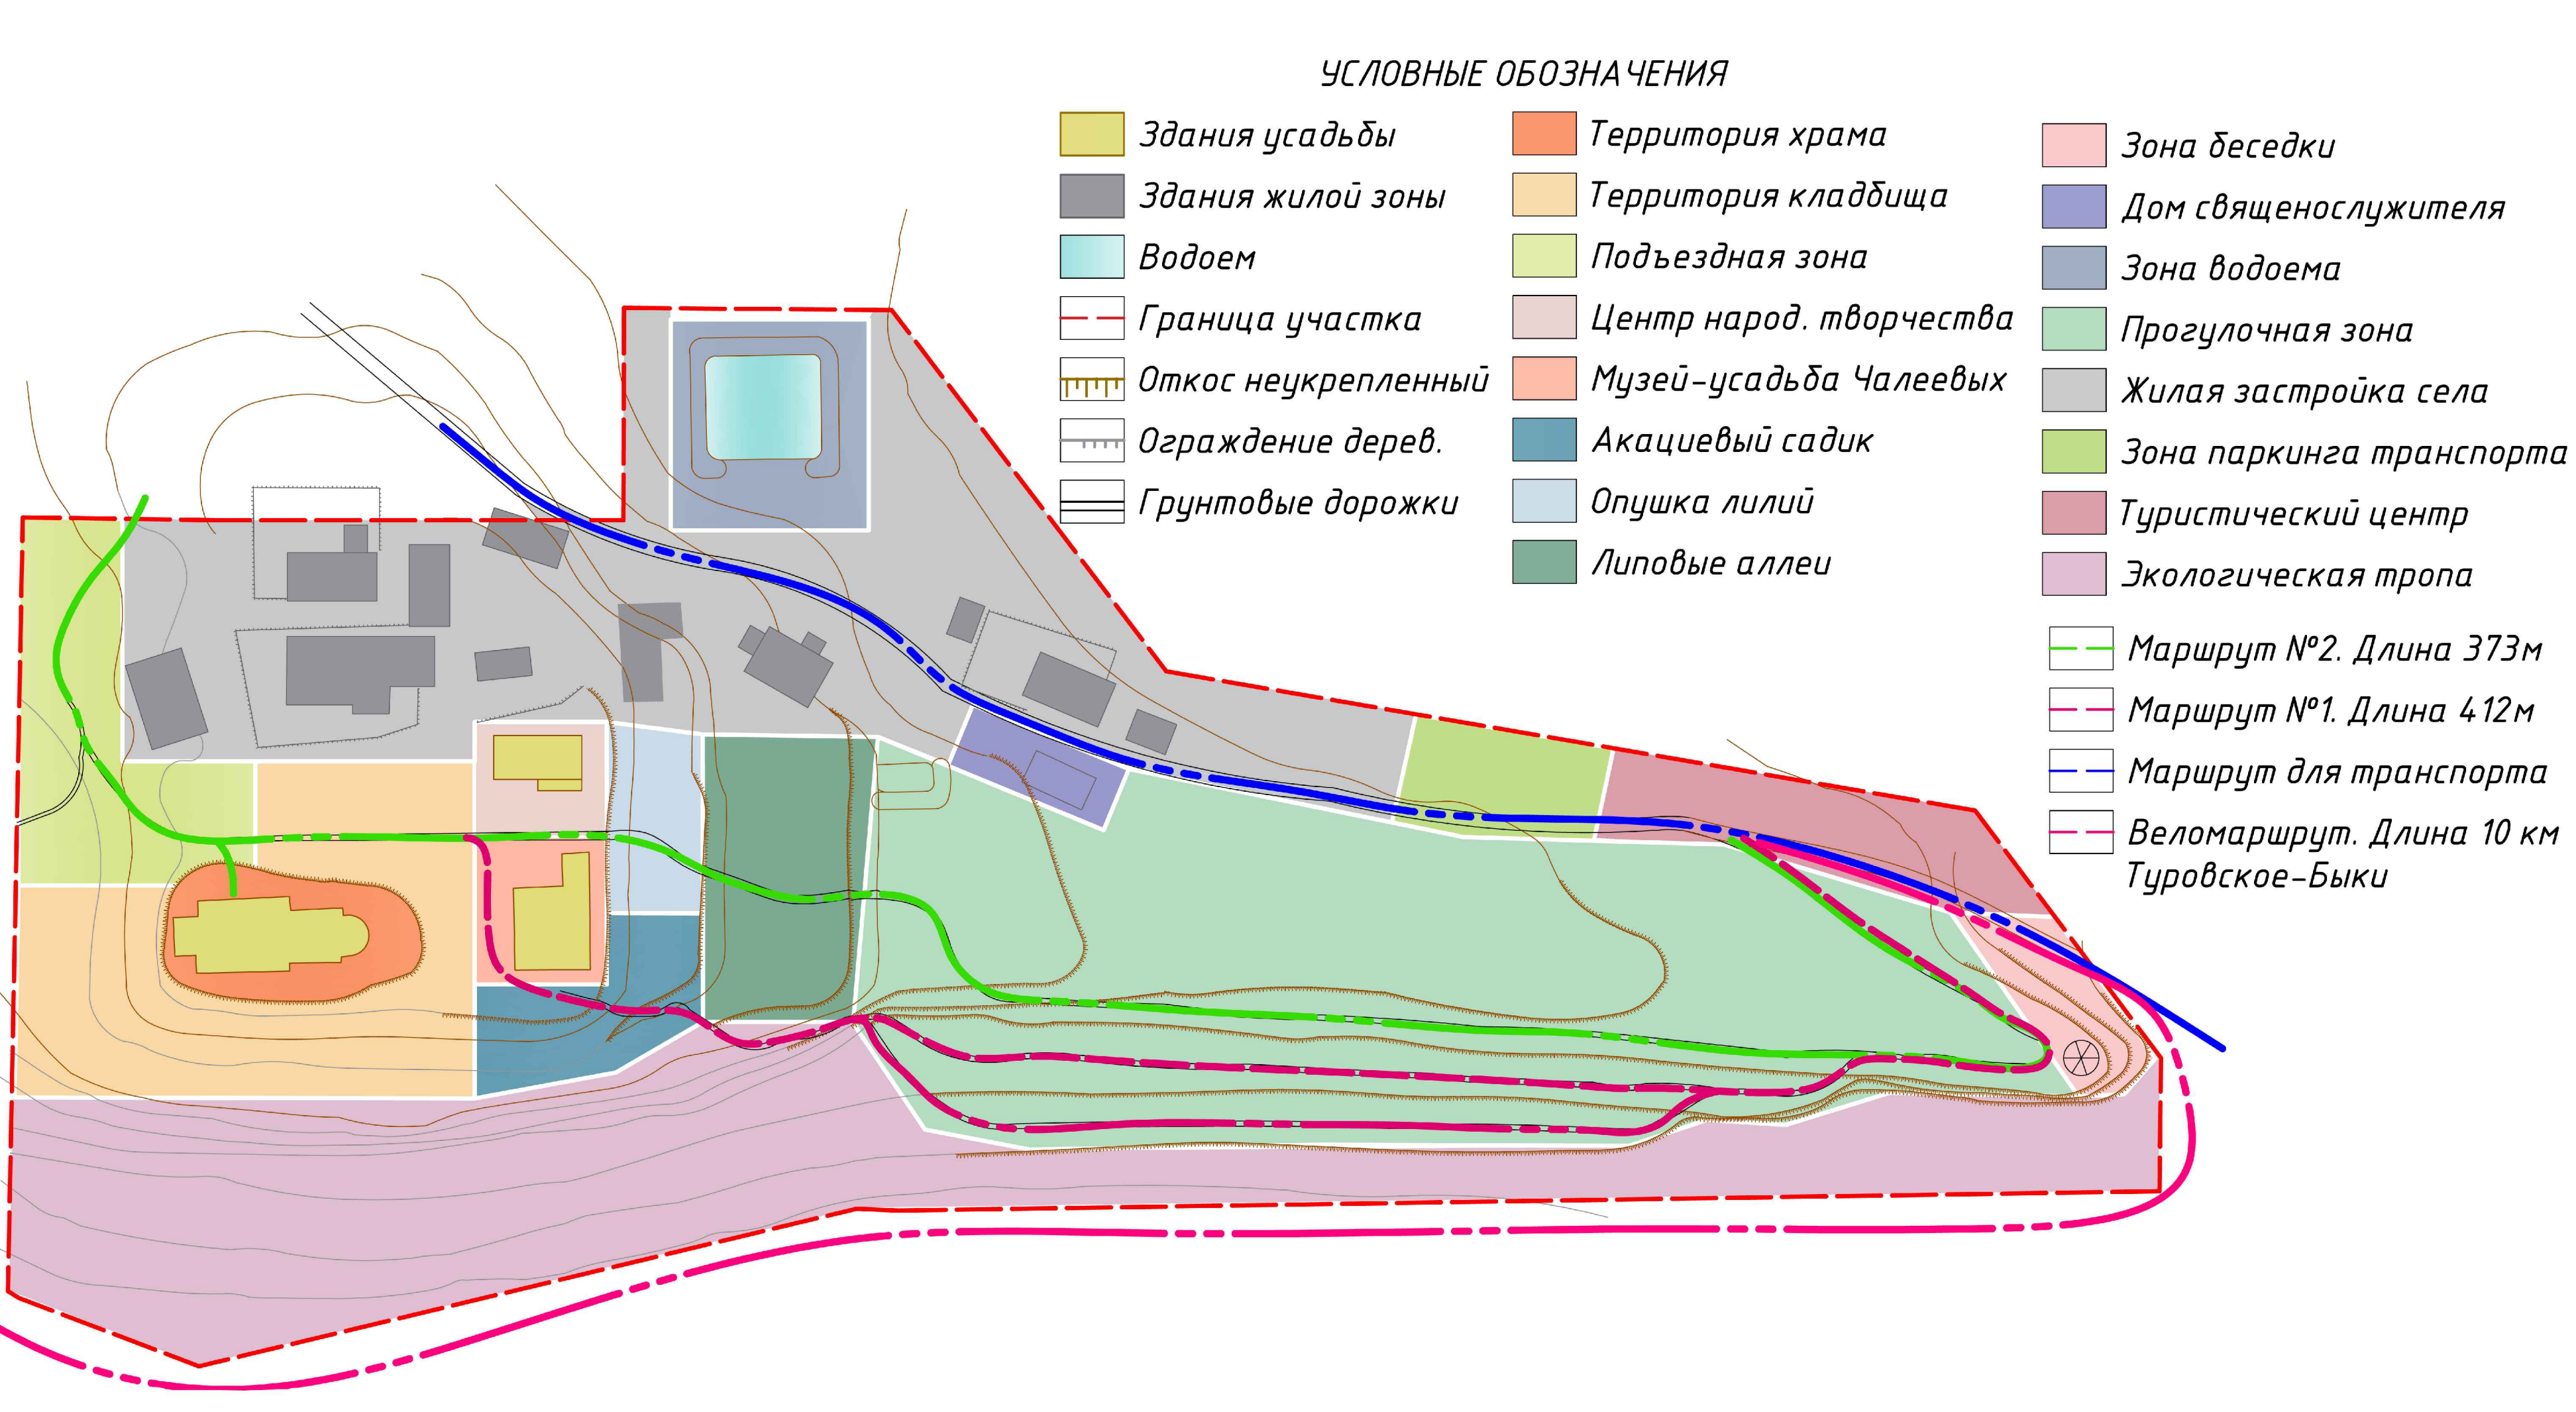 УСЛОВНЫЕ ОБОЗНАЧЕНИЯ
Здания усадьбы
Здания жилой зоны
Водоем
Граница участка
Откос неукрепленный
Ограждение дерев.
Грунтовые дорожки
Территория храма
Территория кладбища
Подъездная зона
Центр народ. творчества
Музей-усадьба Чалеевых
Акациевый садик
Опушка лилий
Липовые аллеи
Зона беседки
Дом священослужителя
Зона водоема
Прогулочная зона
Жилая застройка села
Зона паркинга транспорта
Туристический центр
Экологическая тропа
Маршрут №2. Длина 373м
Маршрут №1. Длина 412м
Маршрут для транспорта
Веломаршрут. Длина 10 км
Туровское-Быки